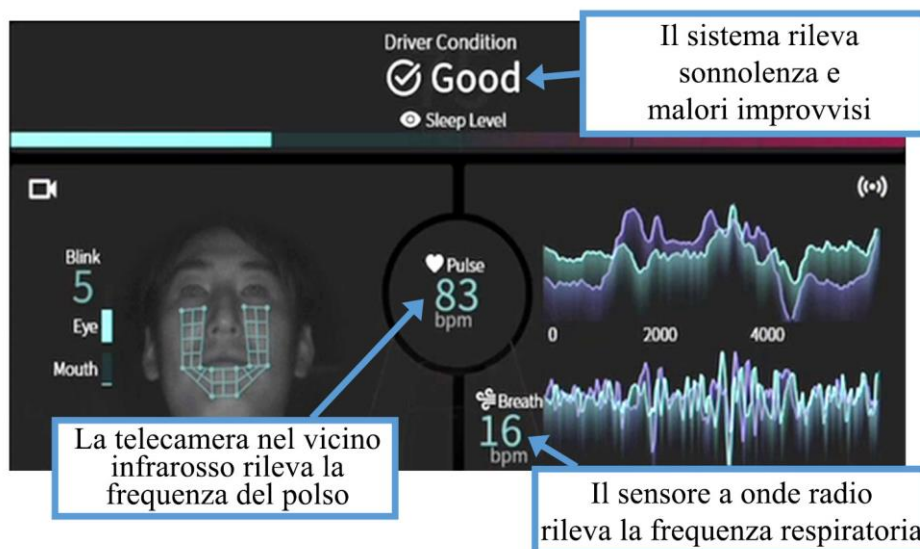 Driver Condition
Good
Sleep Level
Il sistema rileva
sonnolenza e
malori improvvisi
Blink
5
Eye
Mouth
Pulse
83
bpm
0 2000 4000
Breath
16
bpm
La telecamera nel vicino
infrarosso rileva la
frequenza del polso
Il sensore a onde radio
rileva la frequenza respiratoria